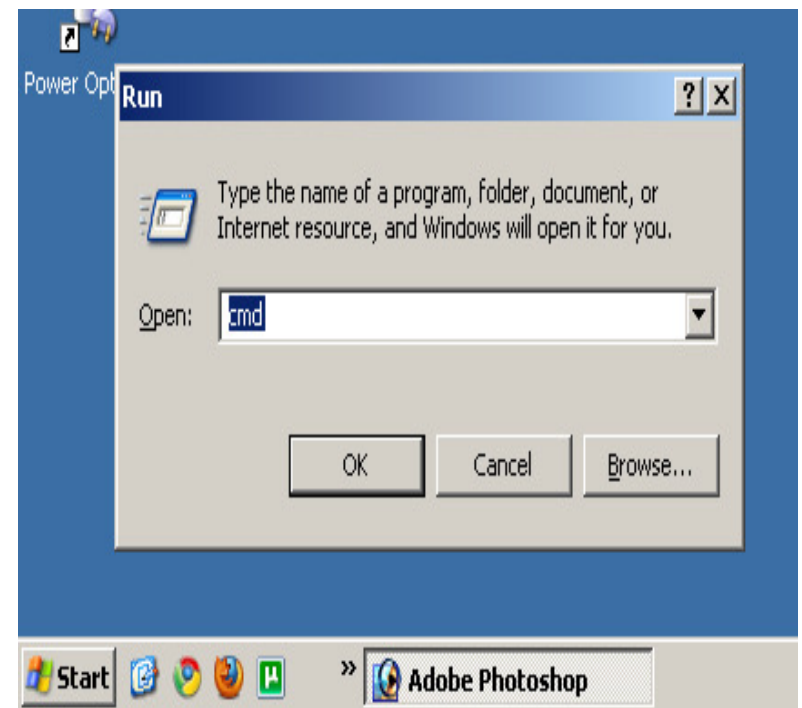 Power Opt
Run
Type the name of a program, folder, document, or
Internet resource, and Windows will open it for you.
Open:
cmd
OK
Cancel
Browse...
Start
»
Adobe Photoshop